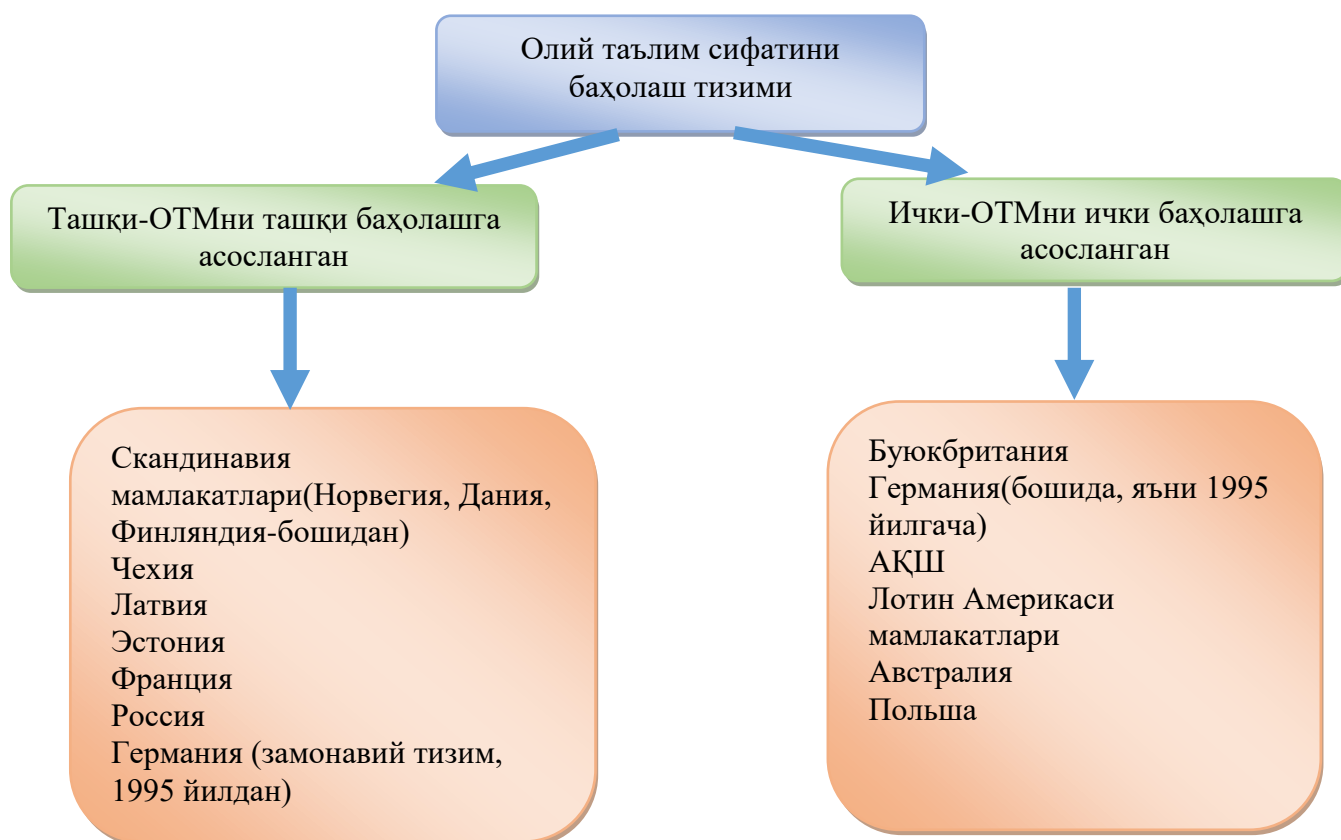 Олий таълим сифатини
баҳолаш тизими
Ташқи-ОТМни ташқи баҳолашга
асосланган
Ички-ОТМни ички баҳолашга
асосланган
Скандинавия
мамлакатлари(Норвегия, Дания,
Финляндия-бошидан)
Чехия
Латвия
Эстония
Франция
Россия
Германия (замонавий тизим,
1995 йилдан)
Буюкбритания
Германия(бошида, яъни 1995
йилгача)
АҚШ
Лотин Америкаси
мамлакатлари
Австралия
Польша